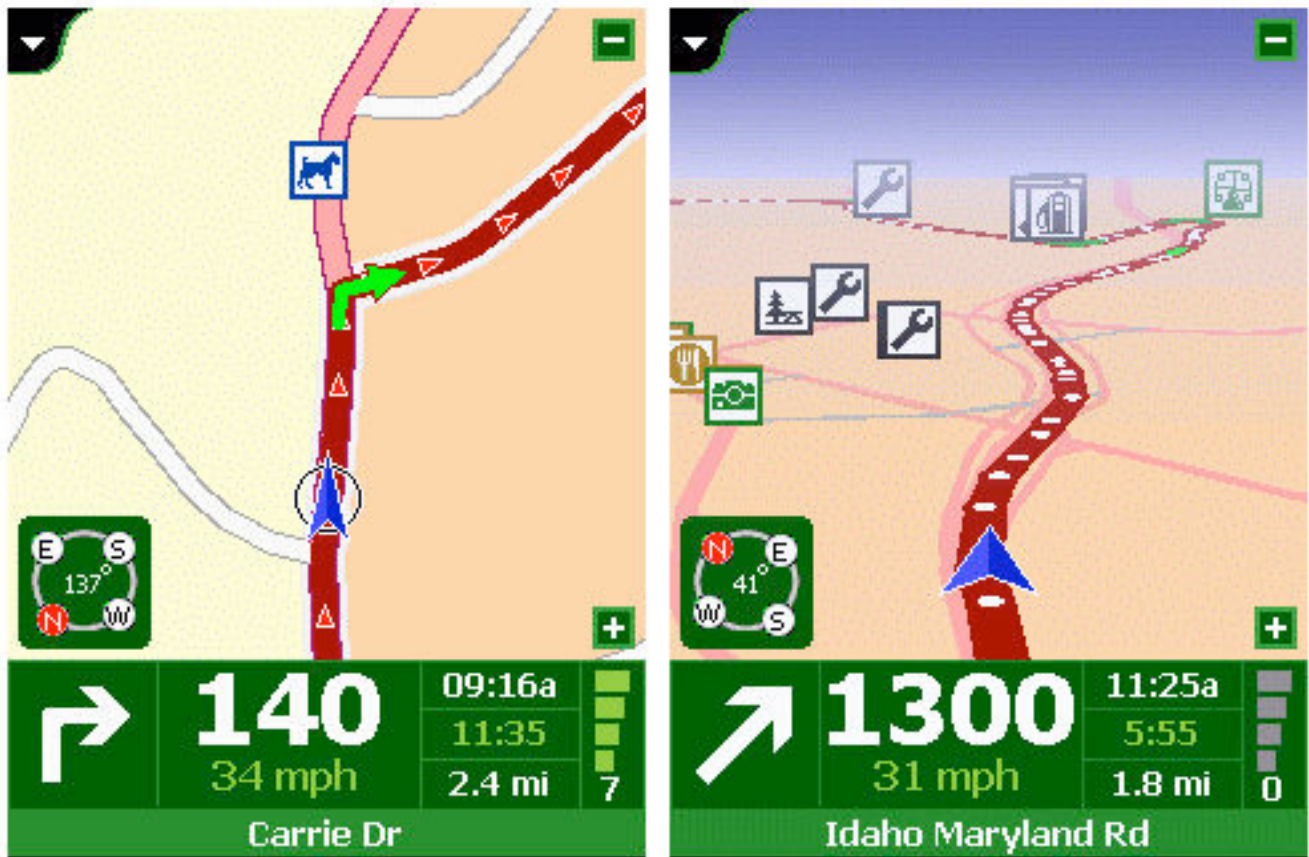 E S
137°
N W
140
34 mph
09:16a
11:35
2.4 mi
7
Carrie Dr
N E
41°
W S
1300
31 mph
11:25a
5:55
1.8 mi
0
Idaho Maryland Rd